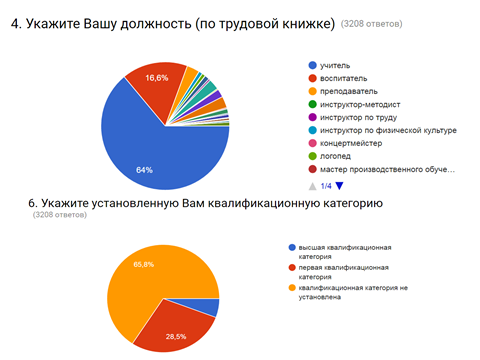 4. Укажите Вашу должность (по трудовой книжке) (3208 ответов)
16,6%
64%
учитель
воспитатель
преподаватель
инструктор-методист
инструктор по труду
инструктор по физической культуре
концертмейстер
логопед
мастер производственного обуче...
1/4
6. Укажите установленную Вам квалификационную категорию
(3208 ответов)
65,8%
28,5%
высшая квалификационная
категория
первая квалификационная
категория
квалификационная категория не
установлена